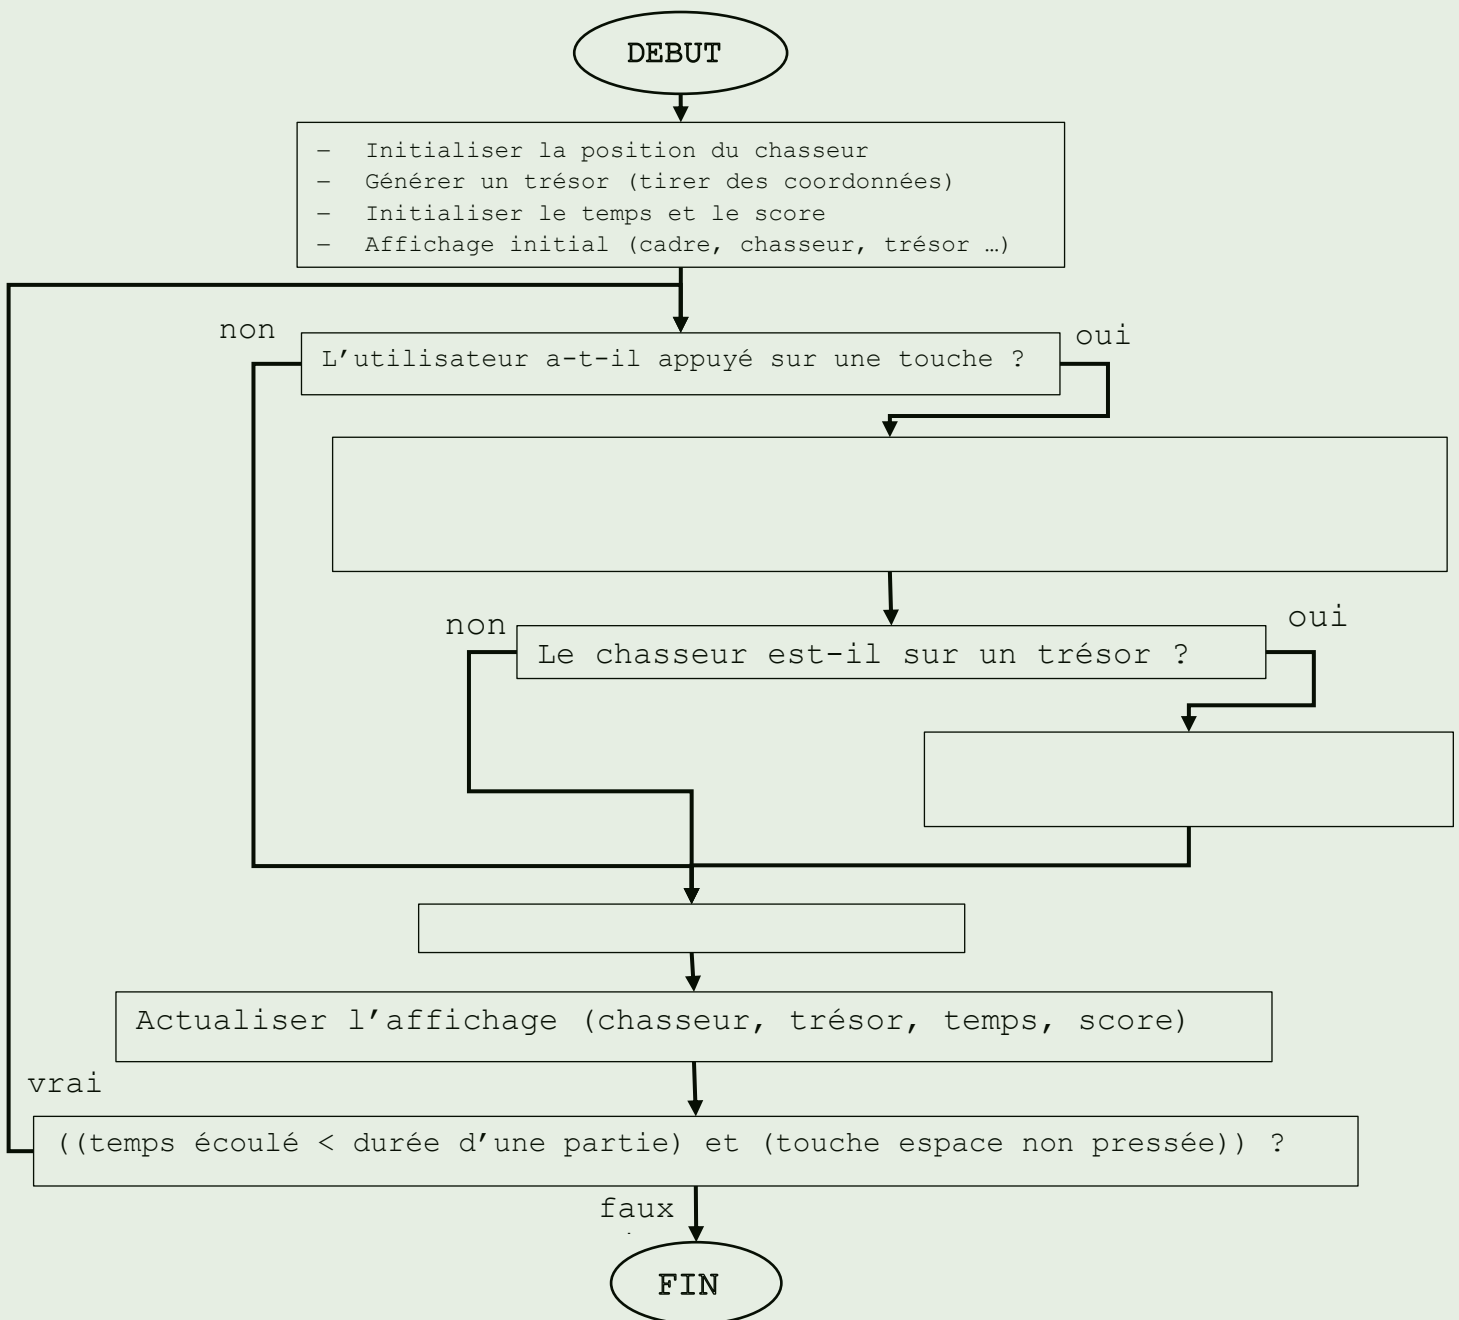 DEBUT
– Initialiser la position du chasseur
– Générer un trésor (tirer des coordonnées)
– Initialiser le temps et le score
– Affichage initial (cadre, chasseur, trésor …)
non
oui
L’utilisateur a-t-il appuyé sur une touche ?
non
oui
Le chasseur est-il sur un trésor ?
Actualiser l’affichage (chasseur, trésor, temps, score)
vrai
((temps écoulé < durée d’une partie) et (touche espace non pressée)) ?
faux
FIN